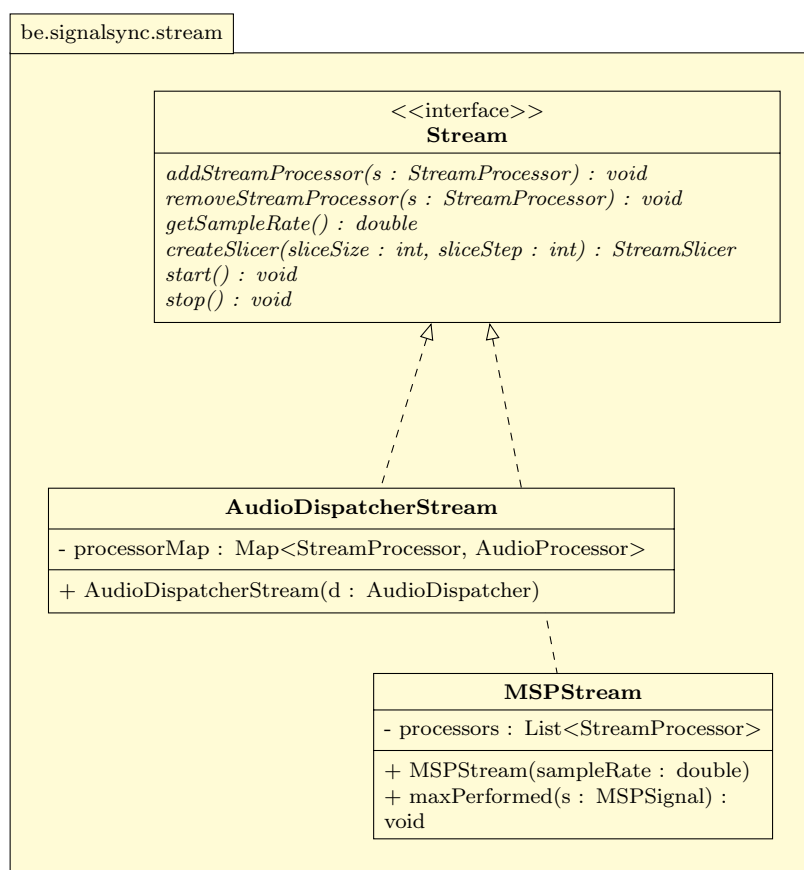 be.signalsync.stream
<<interface>>
Stream
addStreamProcessor(s : StreamProcessor) : void
removeStreamProcessor(s : StreamProcessor) : void
getSampleRate() : double
createSlicer(sliceSize : int, sliceStep : int) : StreamSlicer
start() : void
stop() : void
AudioDispatcherStream
- processorMap : Map<StreamProcessor, AudioProcessor>
+ AudioDispatcherStream(d : AudioDispatcher)
MSPStream
- processors : List<StreamProcessor>
+ MSPStream(sampleRate : double)
+ maxPerformed(s : MSPSignal) :
void